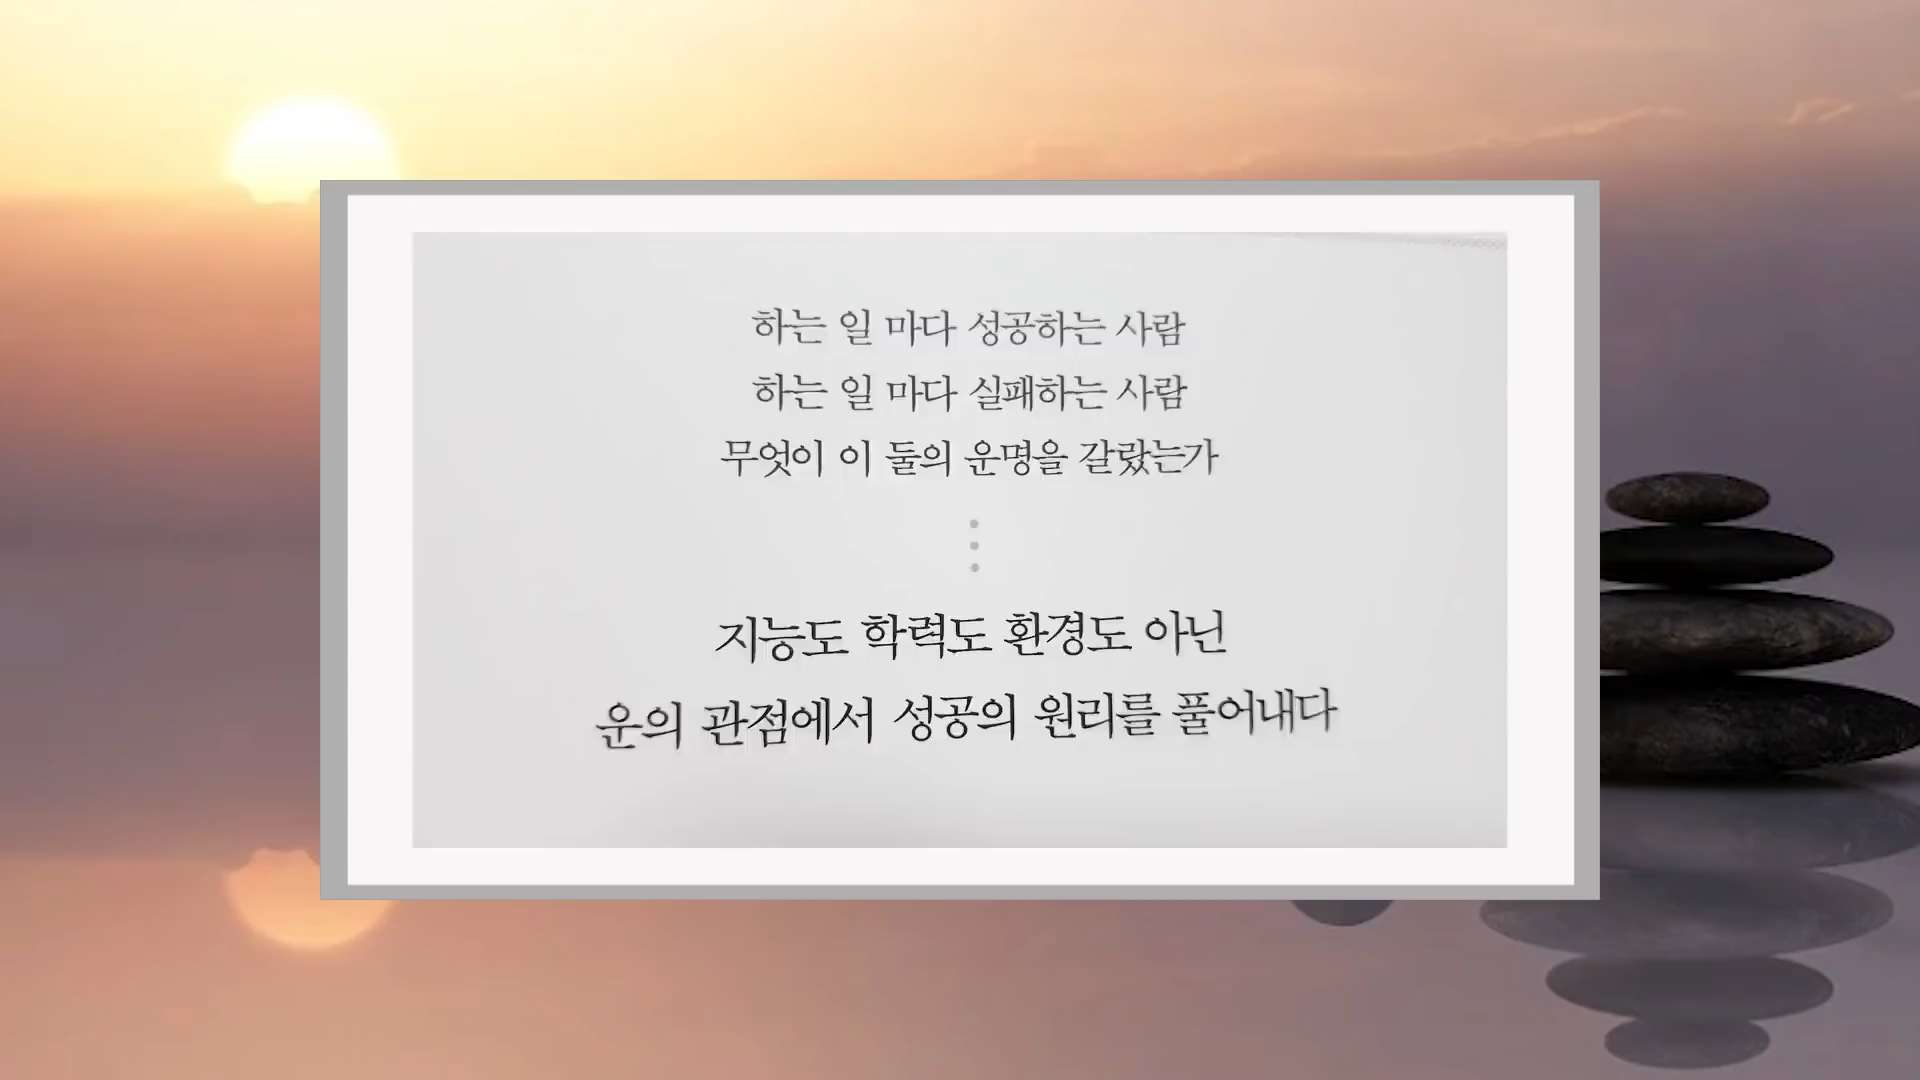 하는 일 마다 성공하는 사람
하는 일 마다 실패하는 사람
무엇이 이 둘의 운명을 갈랐는가
지능도 학력도 환경도 아닌
운의 관점에서 성공의 원리를 풀어내다